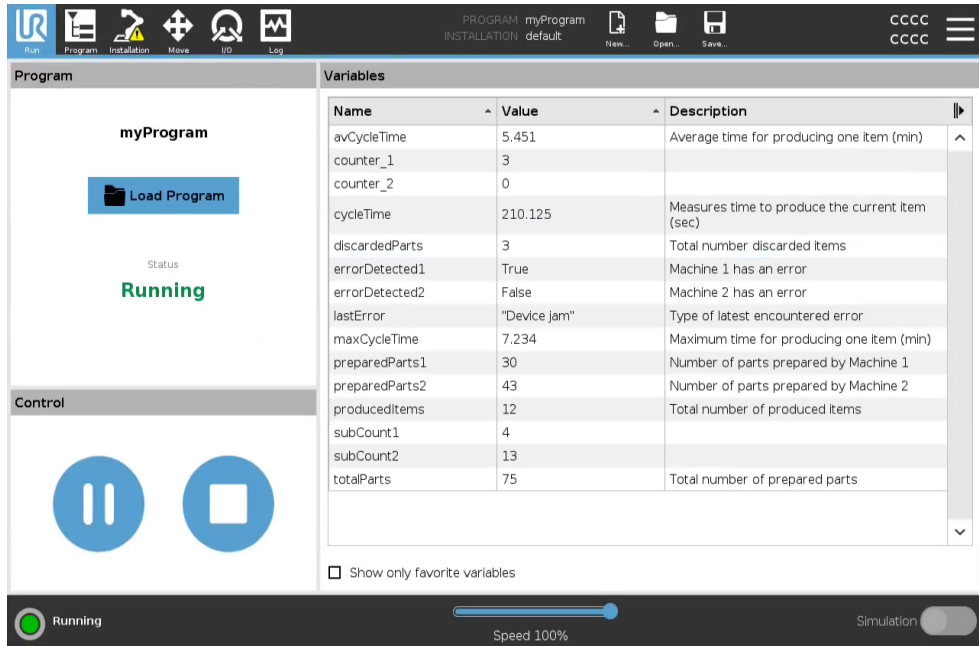 UR
Run
Program
Installation
Move
I/O
Log
PROGRAM myProgram
INSTALLATION default
New...
Open...
Save...
CCCC
CCCC
Program
myProgram
Load Program
Status
Running
Control
Variables
Name Value Description
avCycleTime 5.451 Average time for producing one item (min)
counter_1 3
counter_2 0
cycleTime 210.125 Measures time to produce the current item
(sec)
discardedParts 3 Total number discarded items
errorDetected1 True Machine 1 has an error
errorDetected2 False Machine 2 has an error
lastError "Device jam" Type of latest encountered error
maxCycleTime 7.234 Maximum time for producing one item (min)
preparedParts1 30 Number of parts prepared by Machine 1
preparedParts2 43 Number of parts prepared by Machine 2
producedItems 12 Total number of produced items
subCount1 4
subCount2 13
totalParts 75 Total number of prepared parts
Show only favorite variables
Running
Speed 100%
Simulation